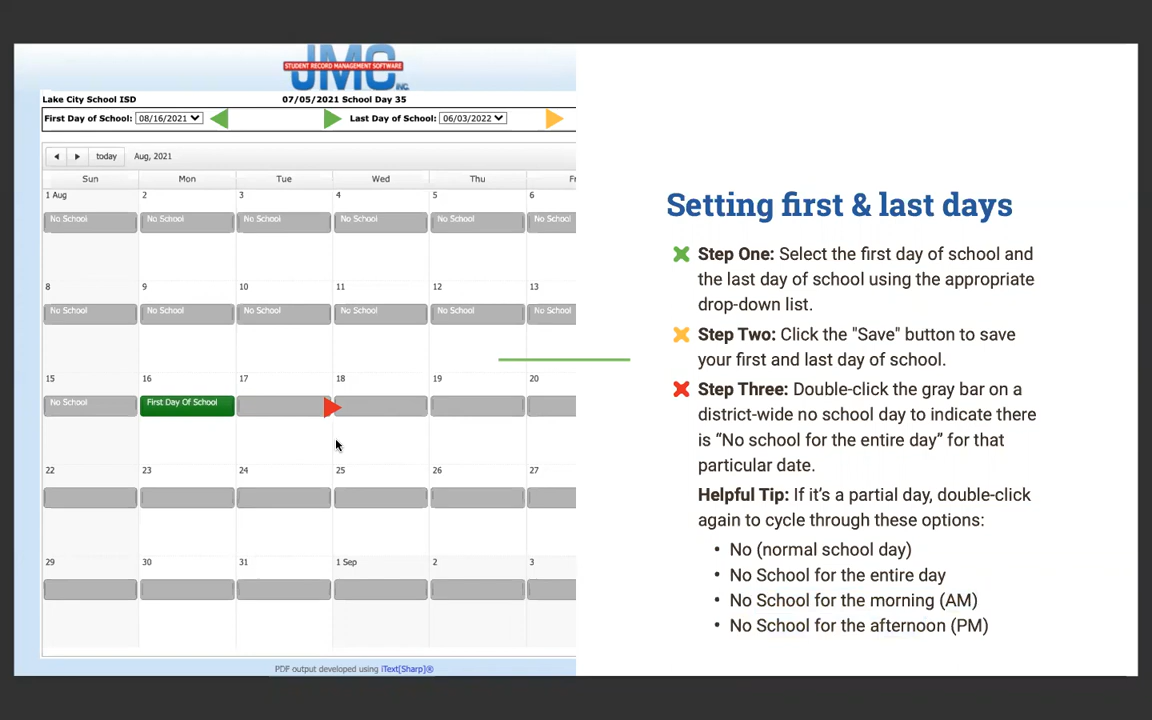 JMC
STUDENT RECORD MANAGEMENT SOFTWARE
INC.
Lake City School ISD
07/05/2021 School Day 35
First Day of School: 08/16/2021
Last Day of School: 06/03/2022
today
Aug, 2021
Sun Mon Tue Wed Thu Fr
1 Aug 2 3 4 5 6
No School No School No School No School No School No School
8 9 10 11 12 13
No School No School No School No School No School No School
15 16 17 18 19 20
No School First Day Of School
22 23 24 25 26 27
29 30 31 1 Sep 2 3
PDF output developed using iText[Sharp]®
Setting first & last days
Step One: Select the first day of school and
the last day of school using the appropriate
drop-down list.
Step Two: Click the "Save" button to save
your first and last day of school.
Step Three: Double-click the gray bar on a
district-wide no school day to indicate there
is “No school for the entire day” for that
particular date.
Helpful Tip: If it’s a partial day, double-click
again to cycle through these options:
• No (normal school day)
• No School for the entire day
• No School for the morning (AM)
• No School for the afternoon (PM)